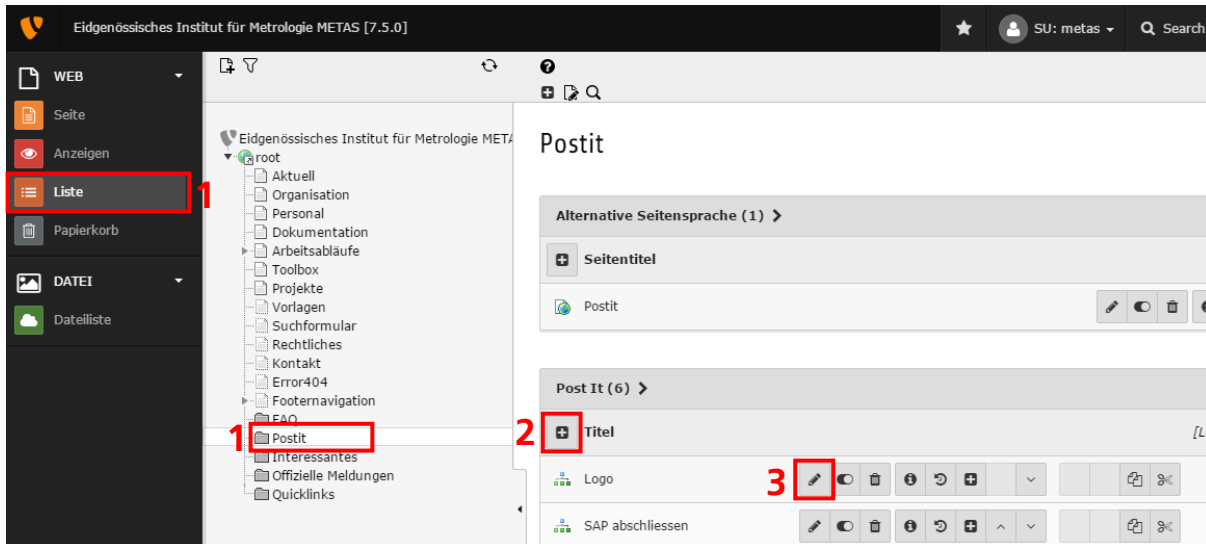 Eidgenössisches Institut für Metrologie METAS [7.5.0]
SU: metas
Search
WEB
Seite
Anzeigen
Liste
1
Papierkorb
DATEI
Dateiliste
Eidgenössisches Institut für Metrologie META
root
Aktuell
Organisation
Personal
Dokumentation
Arbeitsabläufe
Toolbox
Projekte
Vorlagen
Suchformular
Rechtliches
Kontakt
Error404
Footernavigation
FAQ
1 Postit
Interessantes
Offizielle Meldungen
Quicklinks
Postit
Alternative Seitensprache (1)
Seitentitel
Postit
Post It (6)
2 Titel
Logo 3
SAP abschliessen